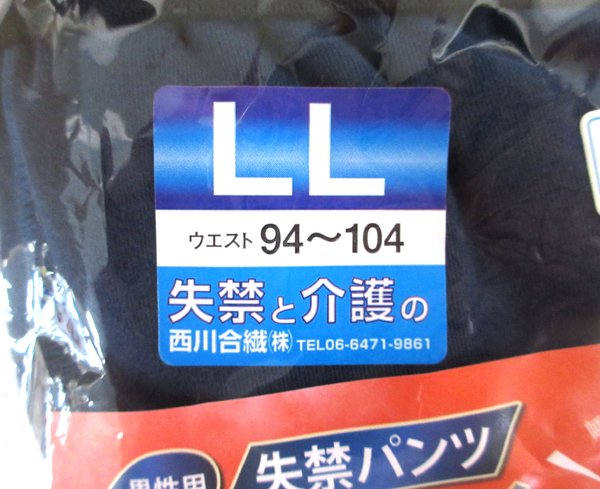 LL
ウエスト 94～104
失禁と介護の
西川合繊㈱ TEL06-6471-9861
失禁パンツ
男性用